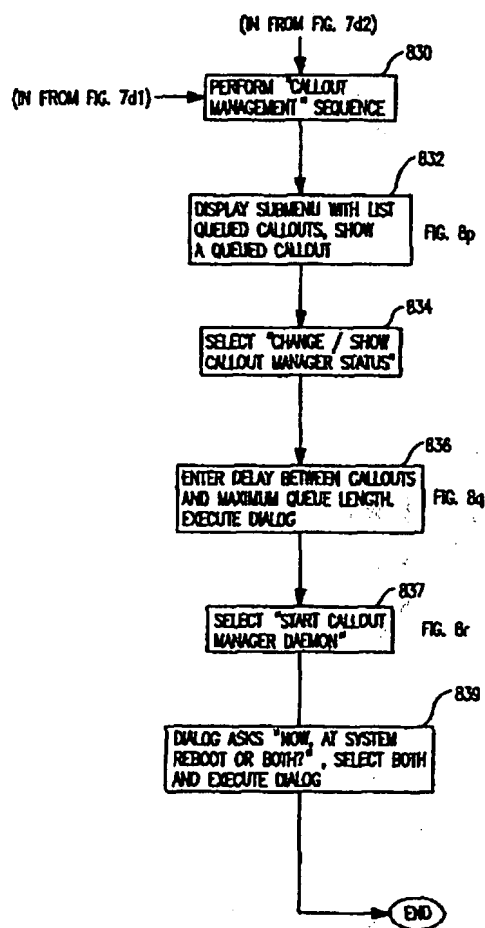 (IN FROM FIG. 7d2)
830
(IN FROM FIG. 7d1)
PERFORM "CALLOUT
MANAGEMENT" SEQUENCE
832
DISPLAY SUBMENU WITH LIST
QUEUED CALLOUTS, SHOW
A QUEUED CALLOUT
FIG. 8p
834
SELECT "CHANGE / SHOW
CALLOUT MANAGER STATUS"
836
ENTER DELAY BETWEEN CALLOUTS
AND MAXIMUM QUEUE LENGTH.
EXECUTE DIALOG
FIG. 8q
837
SELECT "START CALLOUT
MANAGER DAEMON"
FIG. 8r
839
DIALOG ASKS "NOW, AT SYSTEM
REBOOT OR BOTH?", SELECT BOTH
AND EXECUTE DIALOG
END